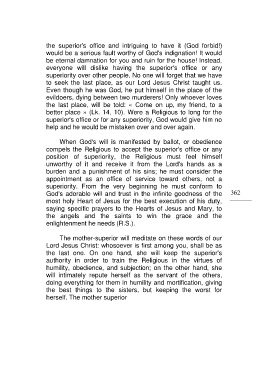 the superior's office and intriguing to have it (God forbid!)
would be a serious fault worthy of God's indignation! It would
be eternal damnation for you and ruin for the house! Instead,
everyone will dislike having the superior's office or any
superiority over other people. No one will forget that we have
to seek the last place, as our Lord Jesus Christ taught us.
Even though he was God, he put himself in the place of the
evildoers, dying between two murderers! Only whoever loves
the last place, will be told: « Come on up, my friend, to a
better place » (Lk. 14, 10). Were a Religious to long for the
superior's office or for any superiority, God would give him no
help and he would be mistaken over and over again.
When God's will is manifested by ballot, or obedience
compels the Religious to accept the superior's office or any
position of superiority, the Religious must feel himself
unworthy of it and receive it from the Lord's hands as a
burden and a punishment of his sins; he must consider the
appointment as an office of service toward others, not a
superiority. From the very beginning he must conform to
God's adorable will and trust in the infinite goodness of the
most holy Heart of Jesus for the best execution of his duty,
saying specific prayers to the Hearts of Jesus and Mary, to
the angels and the saints to win the grace and the
enlightenment he needs (R.S.).
The mother-superior will meditate on these words of our
Lord Jesus Christ: whosoever is first among you, shall be as
the last one. On one hand, she will keep the superior's
authority in order to train the Religious in the virtues of
humility, obedience, and subjection; on the other hand, she
will intimately repute herself as the servant of the others,
doing everything for them in humility and mortification, giving
the best things to the sisters, but keeping the worst for
herself. The mother superior
362